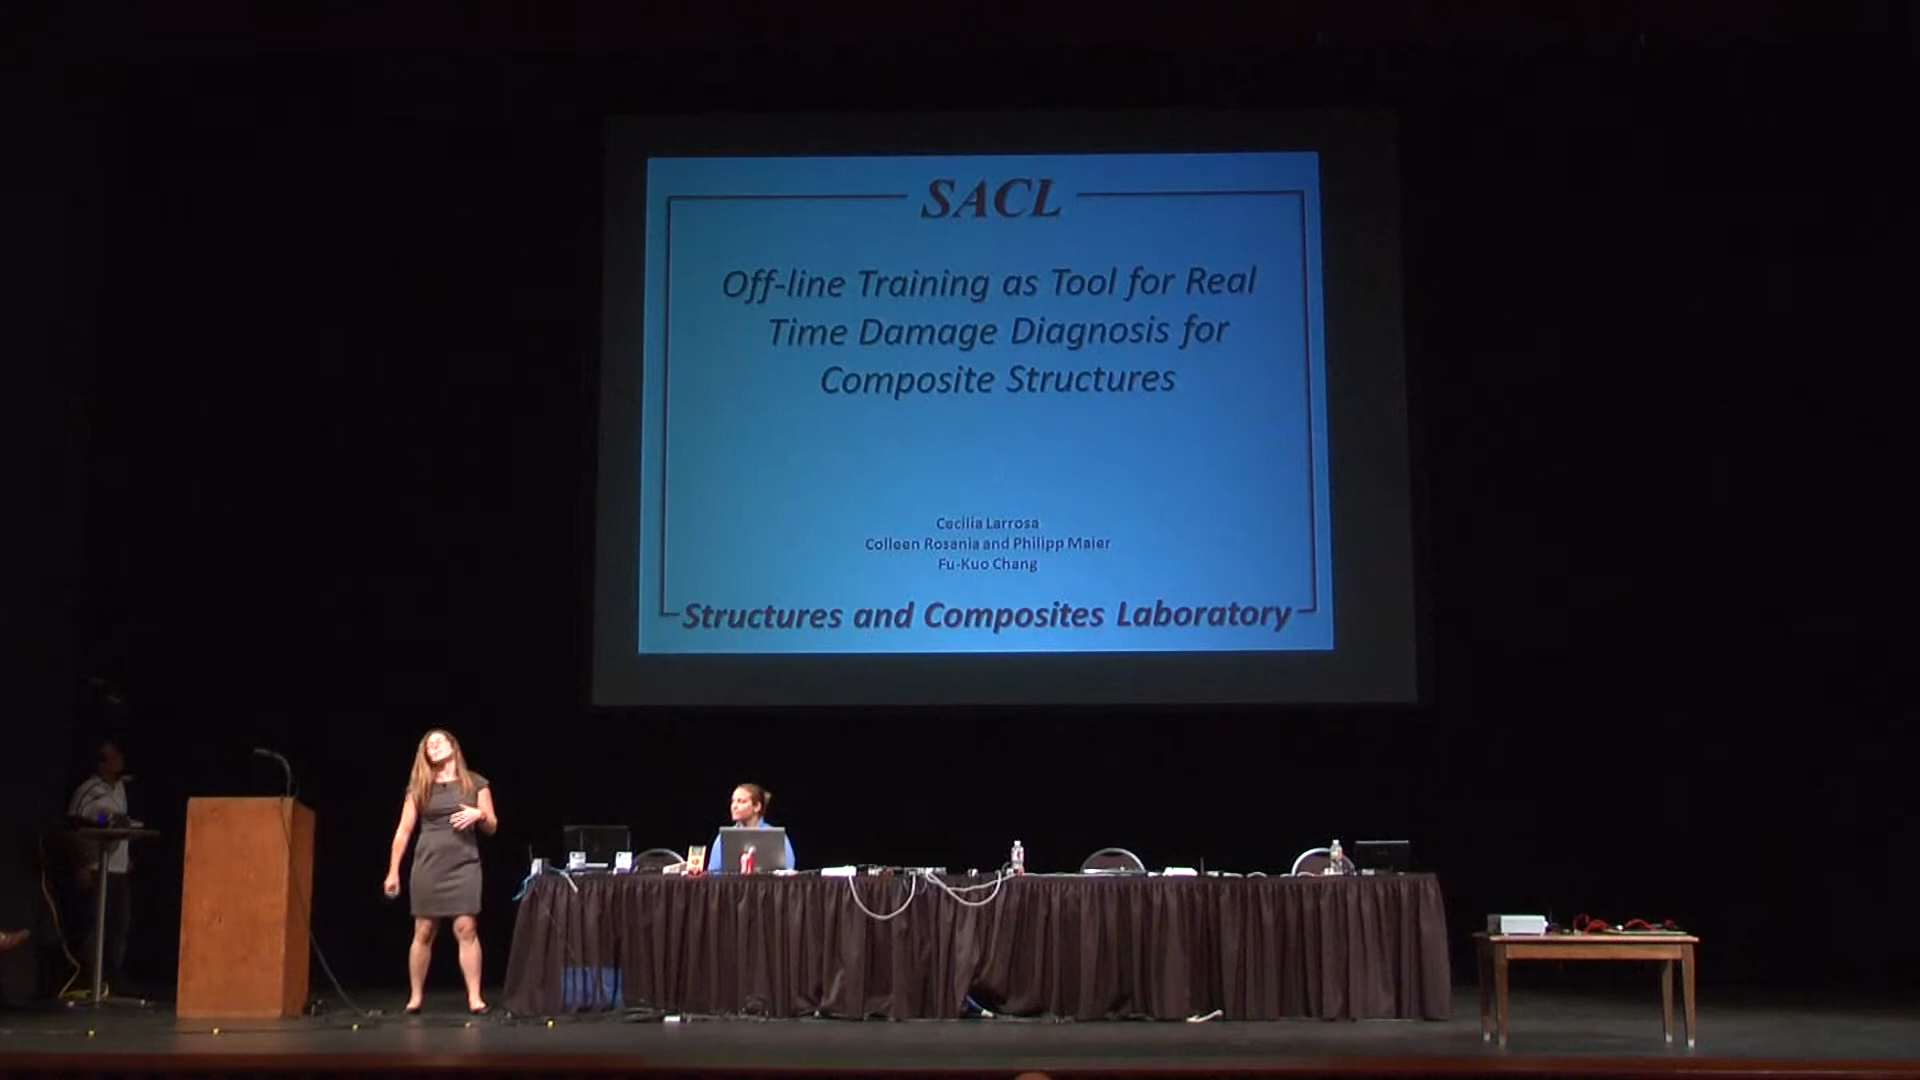 SACL
Off-line Training as Tool for Real
Time Damage Diagnosis for
Composite Structures
Cecilia Larrosa
Colleen Rosania and Philipp Maier
Fu-Kuo Chang
Structures and Composites Laboratory